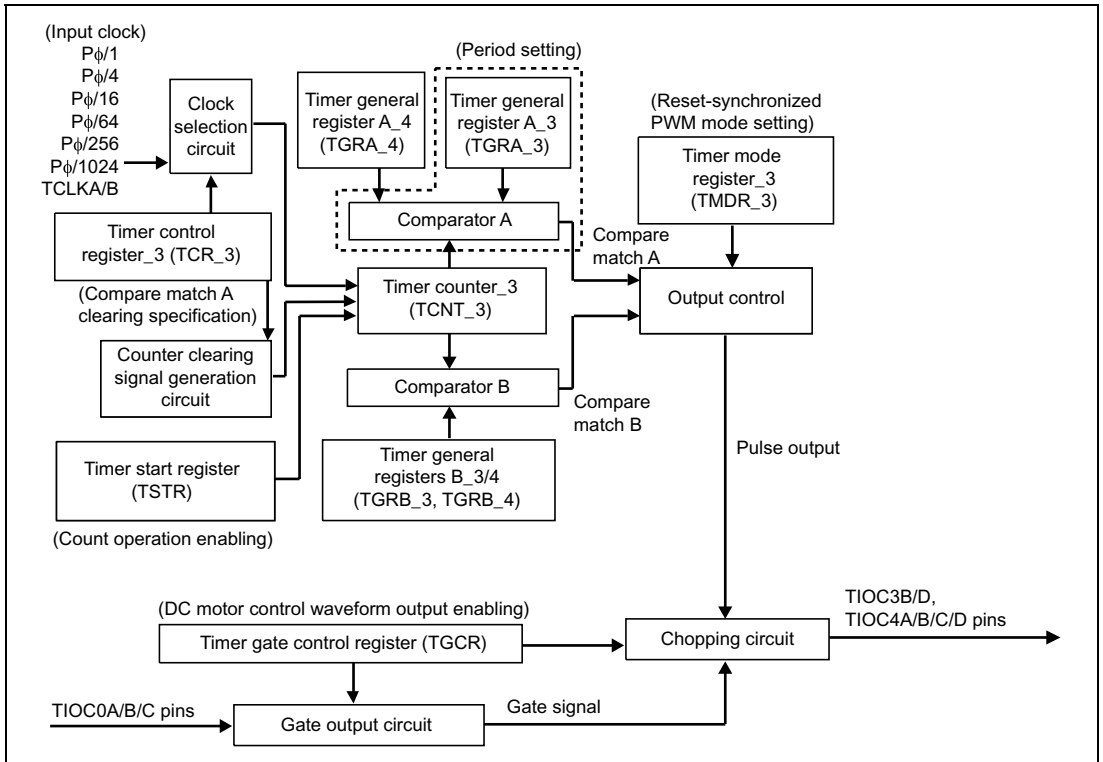 (Input clock)
Pϕ/1
Pϕ/4
Pϕ/16
Pϕ/64
Pϕ/256
Pϕ/1024
TCLKA/B
Clock
selection
circuit
Timer control
register_3 (TCR_3)
(Compare match A
clearing specification)
Counter clearing
signal generation
circuit
Timer start register
(TSTR)
(Count operation enabling)
(Period setting)
Timer general
register A_4
(TGRA_4)
Timer general
register A_3
(TGRA_3)
Comparator A
Timer counter_3
(TCNT_3)
Comparator B
Timer general
registers B_3/4
(TGRB_3, TGRB_4)
Compare
match A
Compare
match B
(Reset-synchronized
PWM mode setting)
Timer mode
register_3
(TMDR_3)
Output control
Pulse output
(DC motor control waveform output enabling)
Timer gate control register (TGCR)
Chopping circuit
TIOC3B/D,
TIOC4A/B/C/D pins
TIOC0A/B/C pins
Gate output circuit
Gate signal